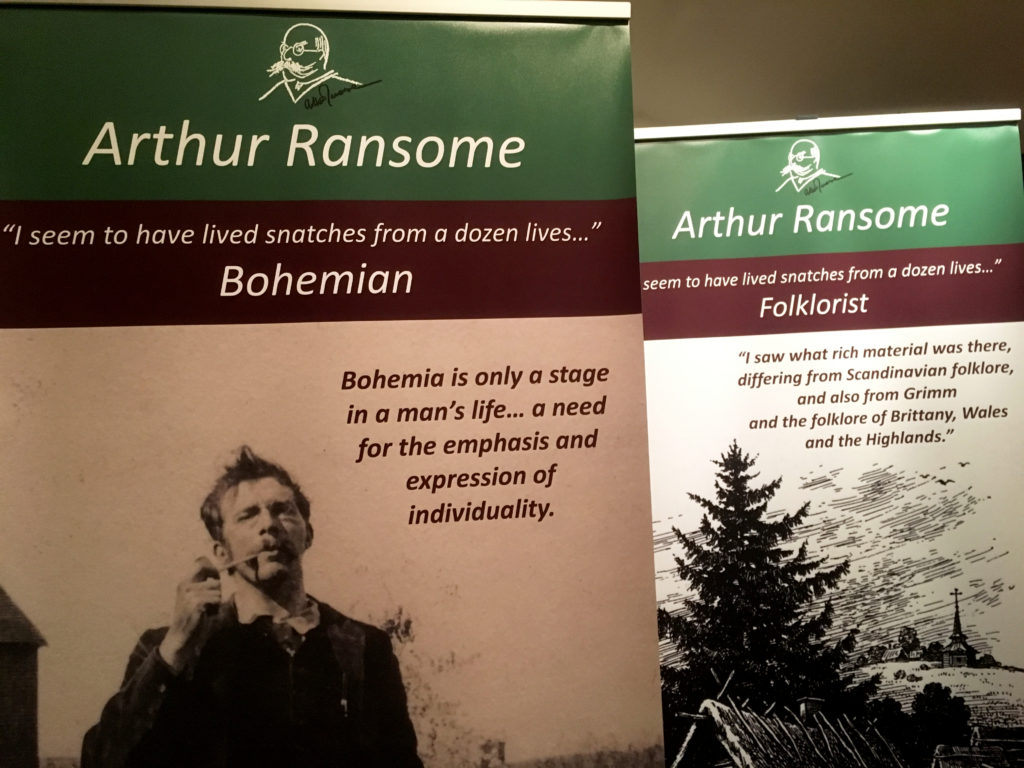 Arthur Ransome
“I seem to have lived snatches from a dozen lives…”
Bohemian
Bohemia is only a stage
in a man’s life… a need
for the emphasis and
expression of
individuality.
Arthur Ransome
seem to have lived snatches from a dozen lives…”
Folklorist
“I saw what rich material was there,
differing from Scandinavian folklore,
and also from Grimm
and the folklore of Brittany, Wales
and the Highlands.”